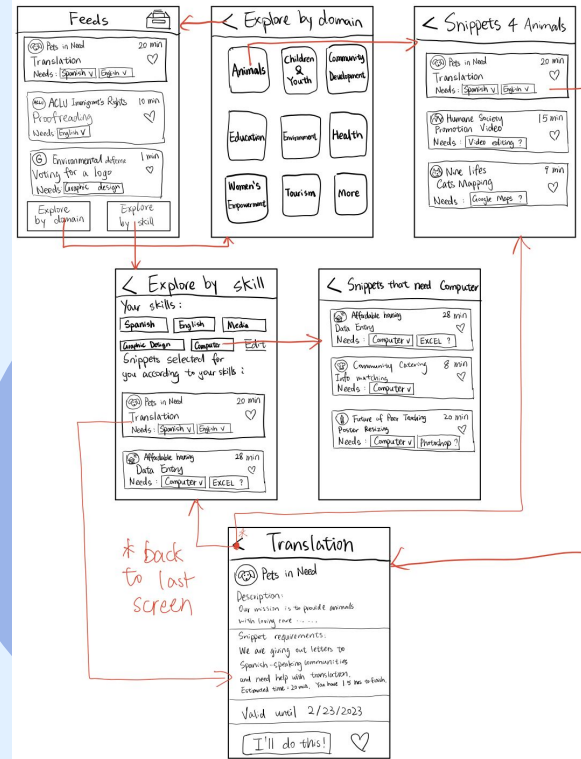 Feeds
Pets in Need 20 min
Translation
Needs: Spanish v English v
ACLU ACLU Immigrant's Rights 10 min
Proofreading
Needs English v
G Environmental defense 1 min
Voting for a logo
Needs Graphic design
Explore by domain
Explore by skill
< Explore by domain
Animals
Children & Youth
Community Development
Education
Environment
Health
Women's Empowerment
Tourism
More
< Snippets 4 Animals
Pets in Need 20 min
Translation
Needs: Spanish v English v
Humane Society 15 min
Promotion Video
Needs: Video editing ?
Nine lifes 9 min
Cats Mapping
Needs: Google Maps ?
< Explore by skill
Your skills:
Spanish English Media
Graphic Design Computer Edit
Snippets selected for
you according to your skills:
Pets in Need 20 min
Translation
Needs: Spanish v English v
Affordable housing 28 min
Data Entry
Needs: Computer v EXCEL ?
< Snippets that need Computer
Affordable housing 28 min
Data Entry
Needs: Computer v EXCEL ?
Community Catering 8 min
Info matching
Needs: Computer v
Future of Peer Teaching 20 min
Poster Resizing
Needs: Computer v Photoshop ?
* back
to last
screen
*
< Translation
Pets in Need
Description:
Our mission is to provide animals
with loving care ......
Snippet requirements:
We are giving out letters to
Spanish-speaking communities
and need help with translation.
Estimated time = 20 min. You have 1.5 hrs to finish.
Valid until 2/23/2023
I'll do this!